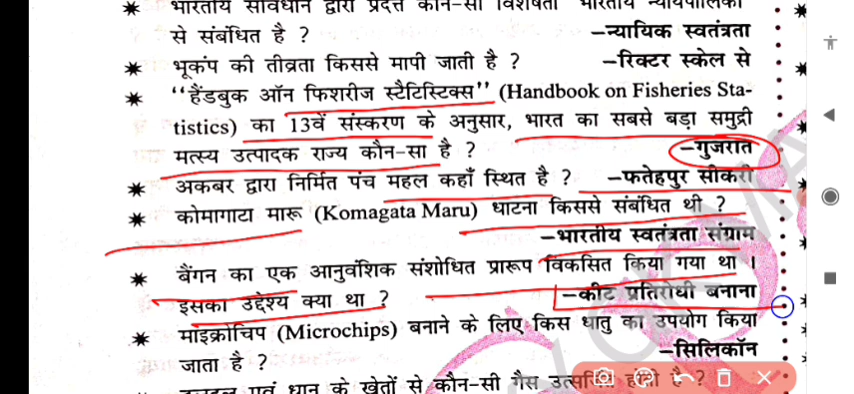 * भारतीय संविधान द्वारा प्रदत्त कौन-सी विशेषता भारतीय न्यायपालिका
से संबंधित है ? –न्यायिक स्वतंत्रता
* भूकंप की तीव्रता किससे मापी जाती है ? –रिक्टर स्केल से
* ‘‘हैंडबुक ऑन फिशरीज स्टैटिस्टिक्स’’ (Handbook on Fisheries Sta-
tistics) का 13वें संस्करण के अनुसार, भारत का सबसे बड़ा समुद्री
मत्स्य उत्पादक राज्य कौन-सा है ? –गुजरात
* अकबर द्वारा निर्मित पंच महल कहाँ स्थित है ? –फतेहपुर सीकरी
* कोमागाटा मारू (Komagata Maru) धाटना किससे संबंधित थी ?
–भारतीय स्वतंत्रता संग्राम
* बैंगन का एक आनुवंशिक संशोधित प्रारूप विकसित किया गया था ।
इसका उद्देश्य क्या था ? –कीट प्रतिरोधी बनाना
* माइक्रोचिप (Microchips) बनाने के लिए किस धातु का उपयोग किया
जाता है ? –सिलिकॉन
एवं धान के खेतों से कौन-सी गैस होती है ?